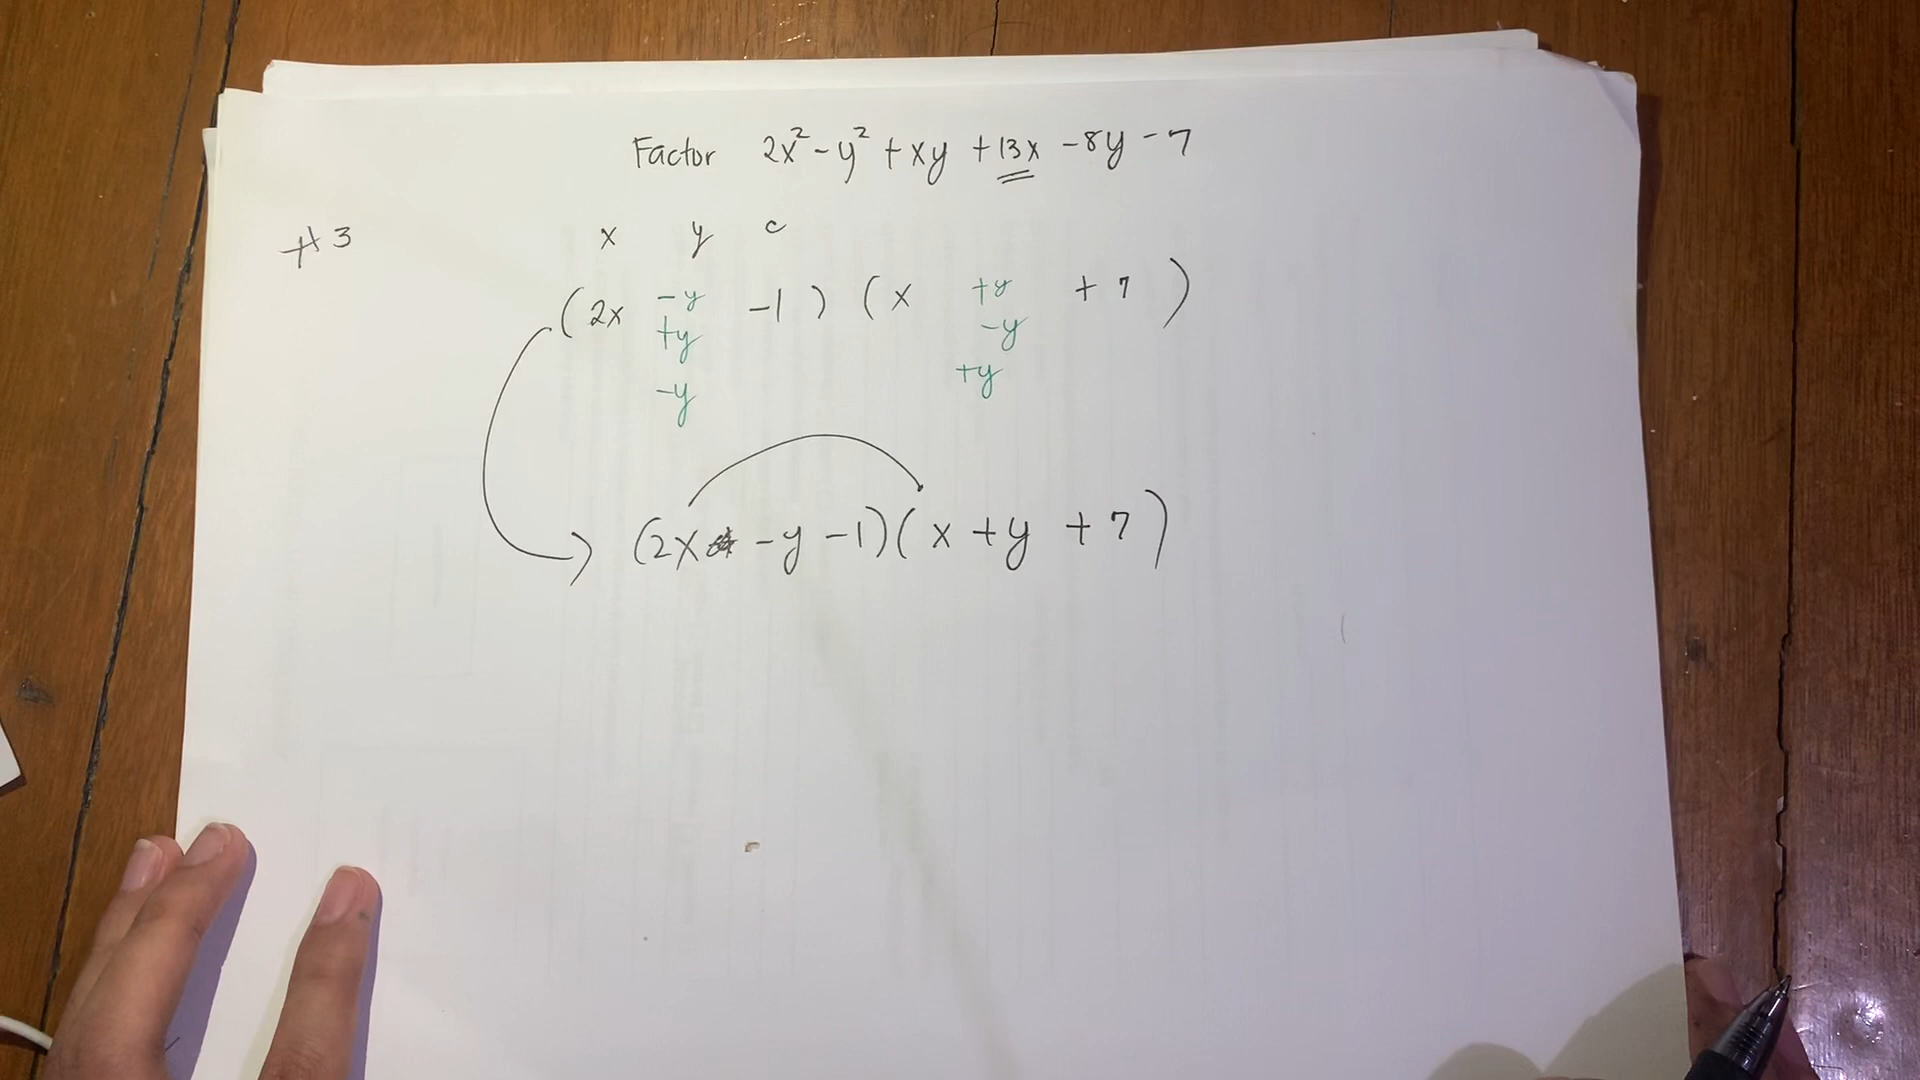 Factor 2x² - y² + xy + 13x - 8y - 7
#3
x y c
(2x -y -1) (x +y +7)
+y -y
-y +y
(2x -y -1)(x +y +7)